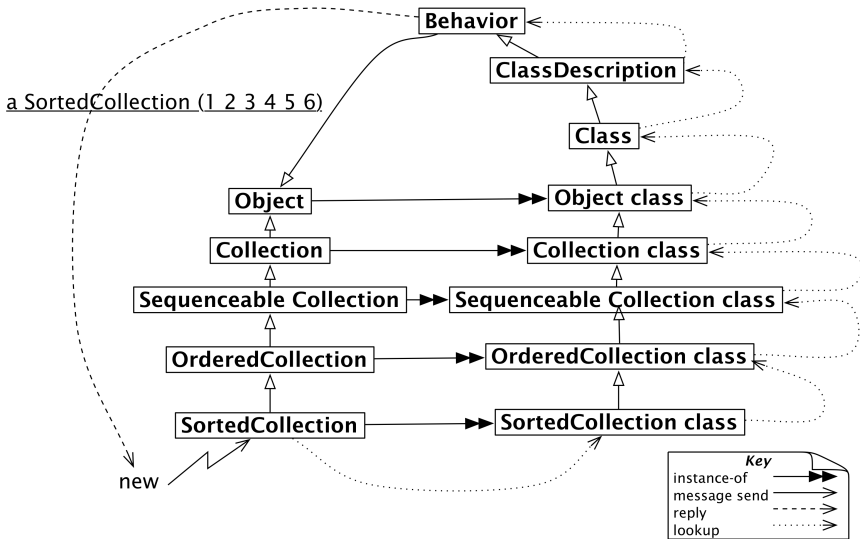 Behavior
ClassDescription
a SortedCollection (1 2 3 4 5 6)
Class
Object
Object class
Collection
Collection class
Sequenceable Collection
Sequenceable Collection class
OrderedCollection
OrderedCollection class
SortedCollection
SortedCollection class
new
Key
instance-of
message send
reply
lookup